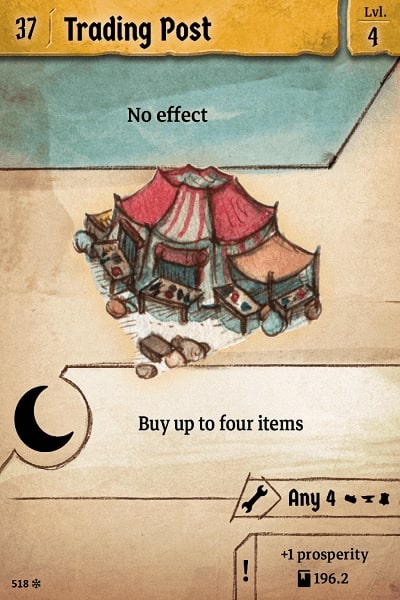 37 Trading Post
Lvl.
4
No effect
Buy up to four items
Any 4
+1 prosperity
! 196.2
518